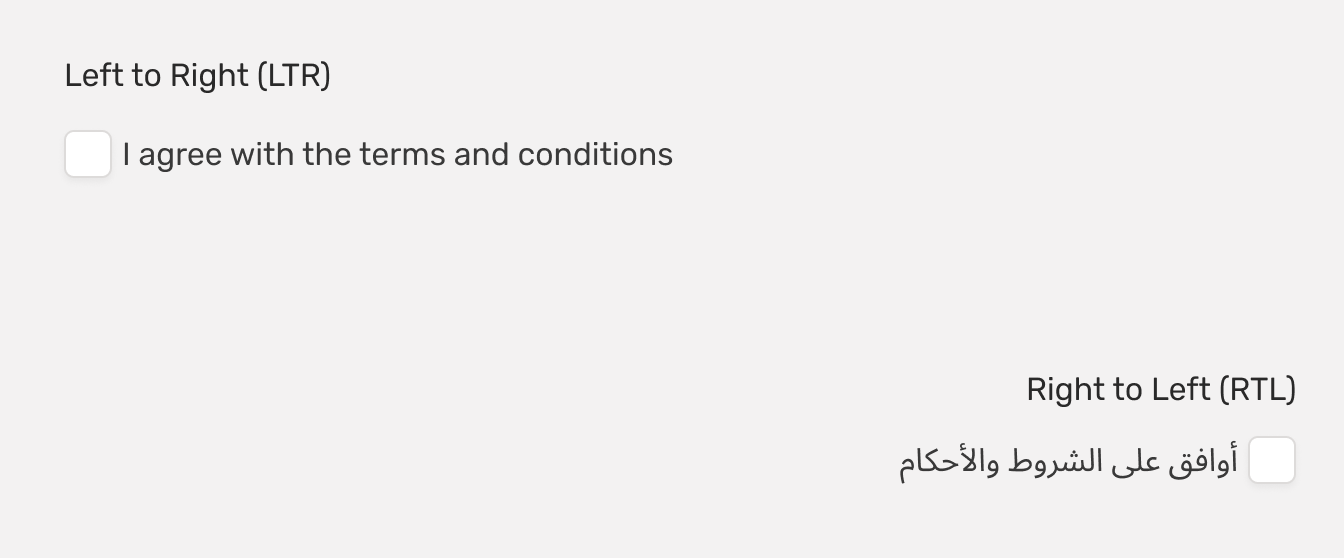 Left to Right (LTR)
I agree with the terms and conditions
Right to Left (RTL)
أوافق على الشروط والأحكام